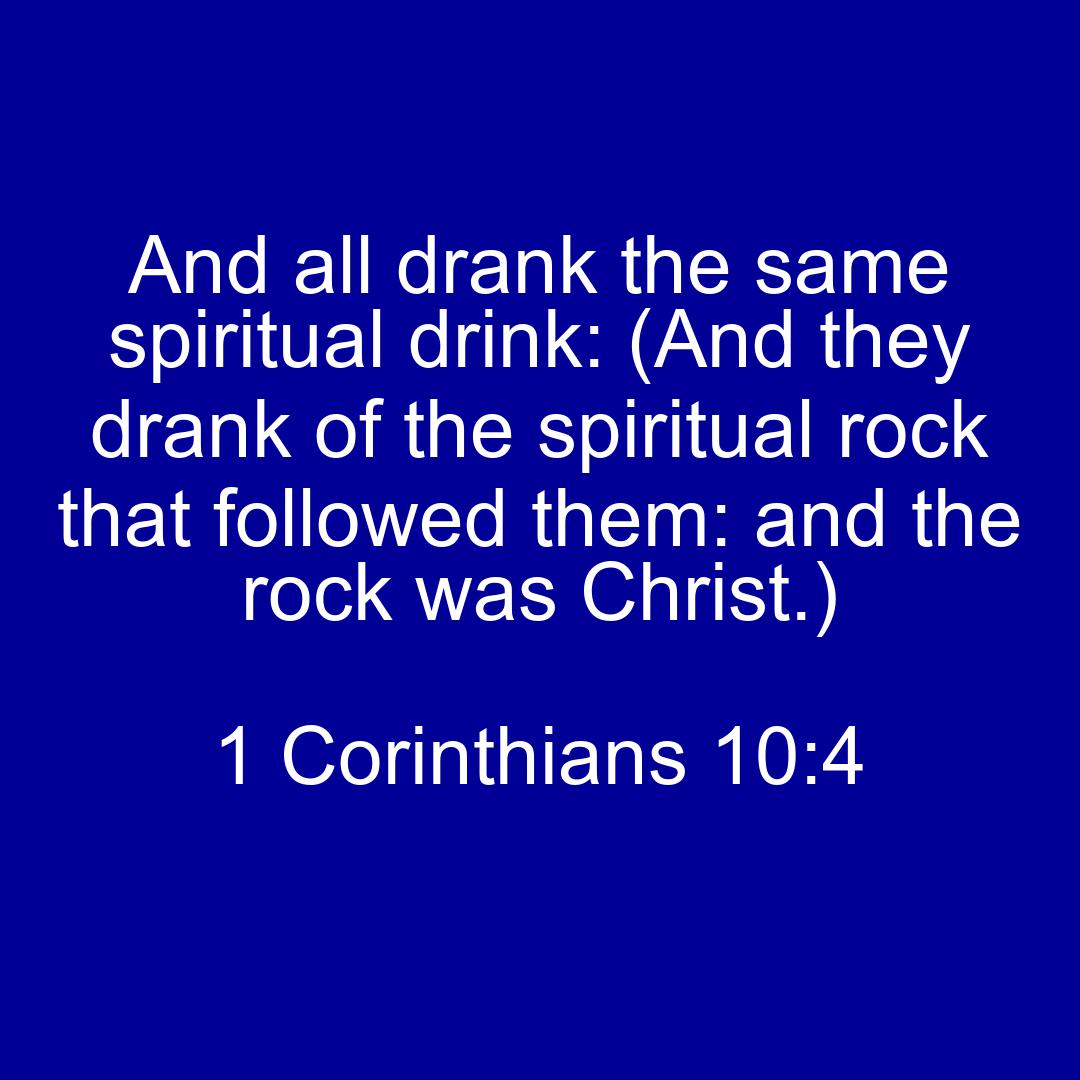 And all drank the same
spiritual drink: (And they
drank of the spiritual rock
that followed them: and the
rock was Christ.)
1 Corinthians 10:4